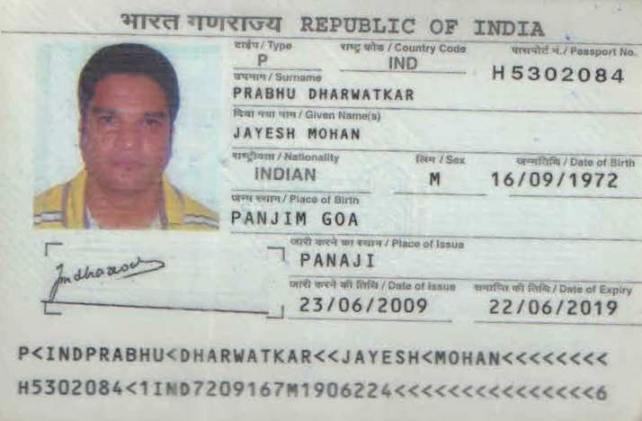 भारत गणराज्य REPUBLIC OF INDIA
टाईप / Type राष्ट्र कोड / Country Code पासपोर्ट नं. / Passport No.
P IND H5302084
उपनाम / Surname
PRABHU DHARWATKAR
दिया गया नाम / Given Name(s)
JAYESH MOHAN
राष्ट्रीयता / Nationality लिंग / Sex जन्मतिथि / Date of Birth
INDIAN M 16/09/1972
जन्म स्थान / Place of Birth
PANJIM GOA
जारी करने का स्थान / Place of Issue
PANAJI
जारी करने की तिथि / Date of Issue समाप्ति की तिथि / Date of Expiry
23/06/2009 22/06/2019
P<INDPRABHU<DHARWATKAR<<JAYESH<MOHAN<<<<<<<<
H5302084<1IND7209167M1906224<<<<<<<<<<<<<<<6